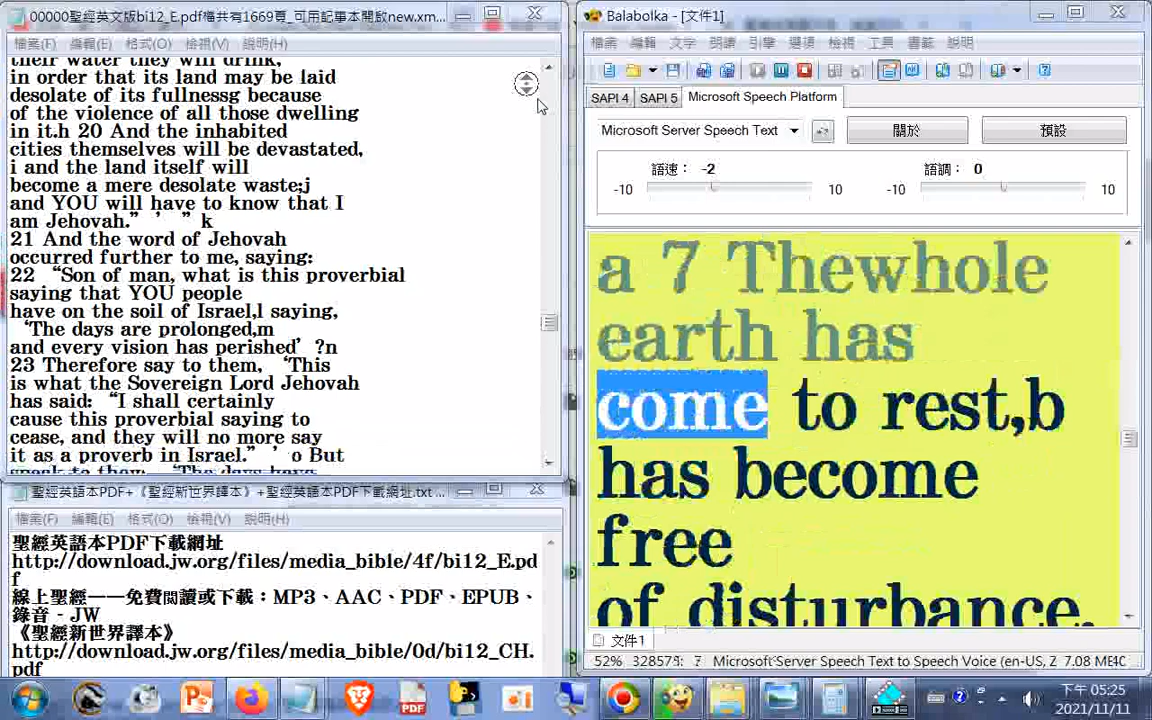 00000聖經英文版bi12_E.pdf檔共有1669頁_可用記事本開啟new.xm...
檔案(F) 編輯(E) 格式(O) 檢視(V) 說明(H)
their water they will drink,
in order that its land may be laid
desolate of its fullnessg because
of the violence of all those dwelling
in it.h 20 And the inhabited
cities themselves will be devastated,
i and the land itself will
become a mere desolate waste;j
and YOU will have to know that I
am Jehovah.” ’ ”k
21 And the word of Jehovah
occurred further to me, saying:
22 “Son of man, what is this proverbial
saying that YOU people
have on the soil of Israel,l saying,
‘The days are prolonged,m
and every vision has perished’?n
23 Therefore say to them, ‘This
is what the Sovereign Lord Jehovah
has said: “I shall certainly
cause this proverbial saying to
cease, and they will no more say
it as a proverb in Israel.” ’o But
speak to them, ‘The days have
聖經英語本PDF+《聖經新世界譯本》+聖經英語本PDF下載網址.txt ...
檔案(F) 編輯(E) 格式(O) 檢視(V) 說明(H)
聖經英語本PDF下載網址
http://download.jw.org/files/media_bible/4f/bi12_E.pd
f
線上聖經——免費閱讀或下載：MP3、AAC、PDF、EPUB、
錄音 - JW
《聖經新世界譯本》
http://download.jw.org/files/media_bible/0d/bi12_CH.
pdf
Balabolka - [文件1]
檔案 編輯 文字 朗讀 引擎 選項 檢視 工具 書籤 說明
SAPI 4 SAPI 5 Microsoft Speech Platform
Microsoft Server Speech Text 關於 預設
語速： -2 語調： 0
-10 10 -10 10
a 7 Thewhole
earth has
come to rest,b
has become
free
of disturbance.
文件1
52% 328578: 7 Microsoft Server Speech Text to Speech Voice (en-US, Z 7.08 ME
PDF
下午 05:25
2021/11/11